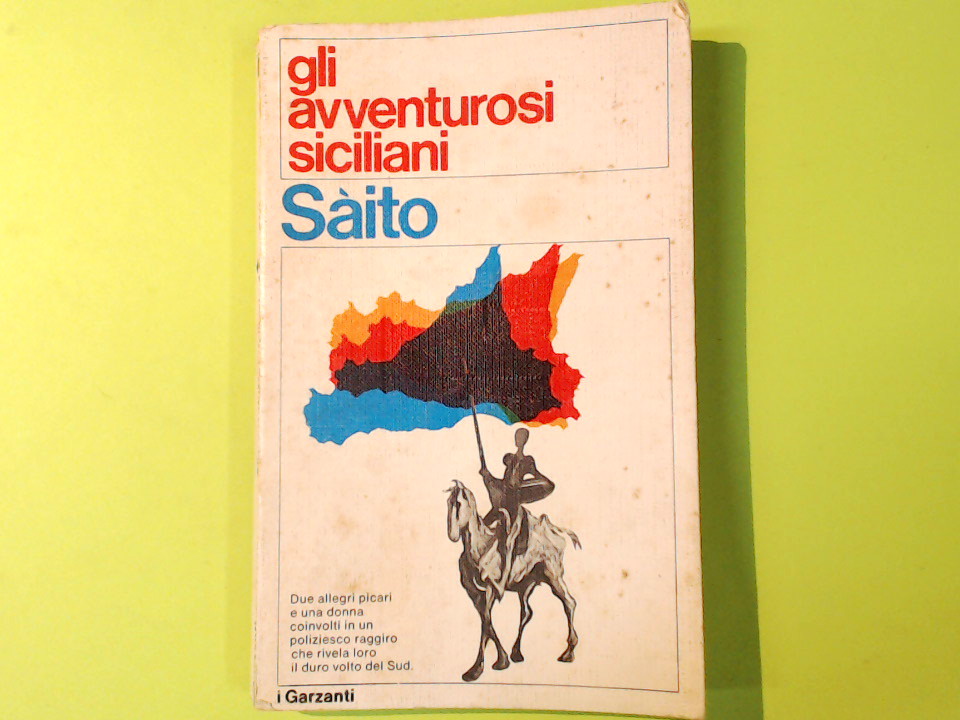 gli
avventurosi
siciliani
Sàito
Due allegri picari
e una donna
coinvolti in un
poliziesco raggiro
che rivela loro
il duro volto del Sud.
i Garzanti